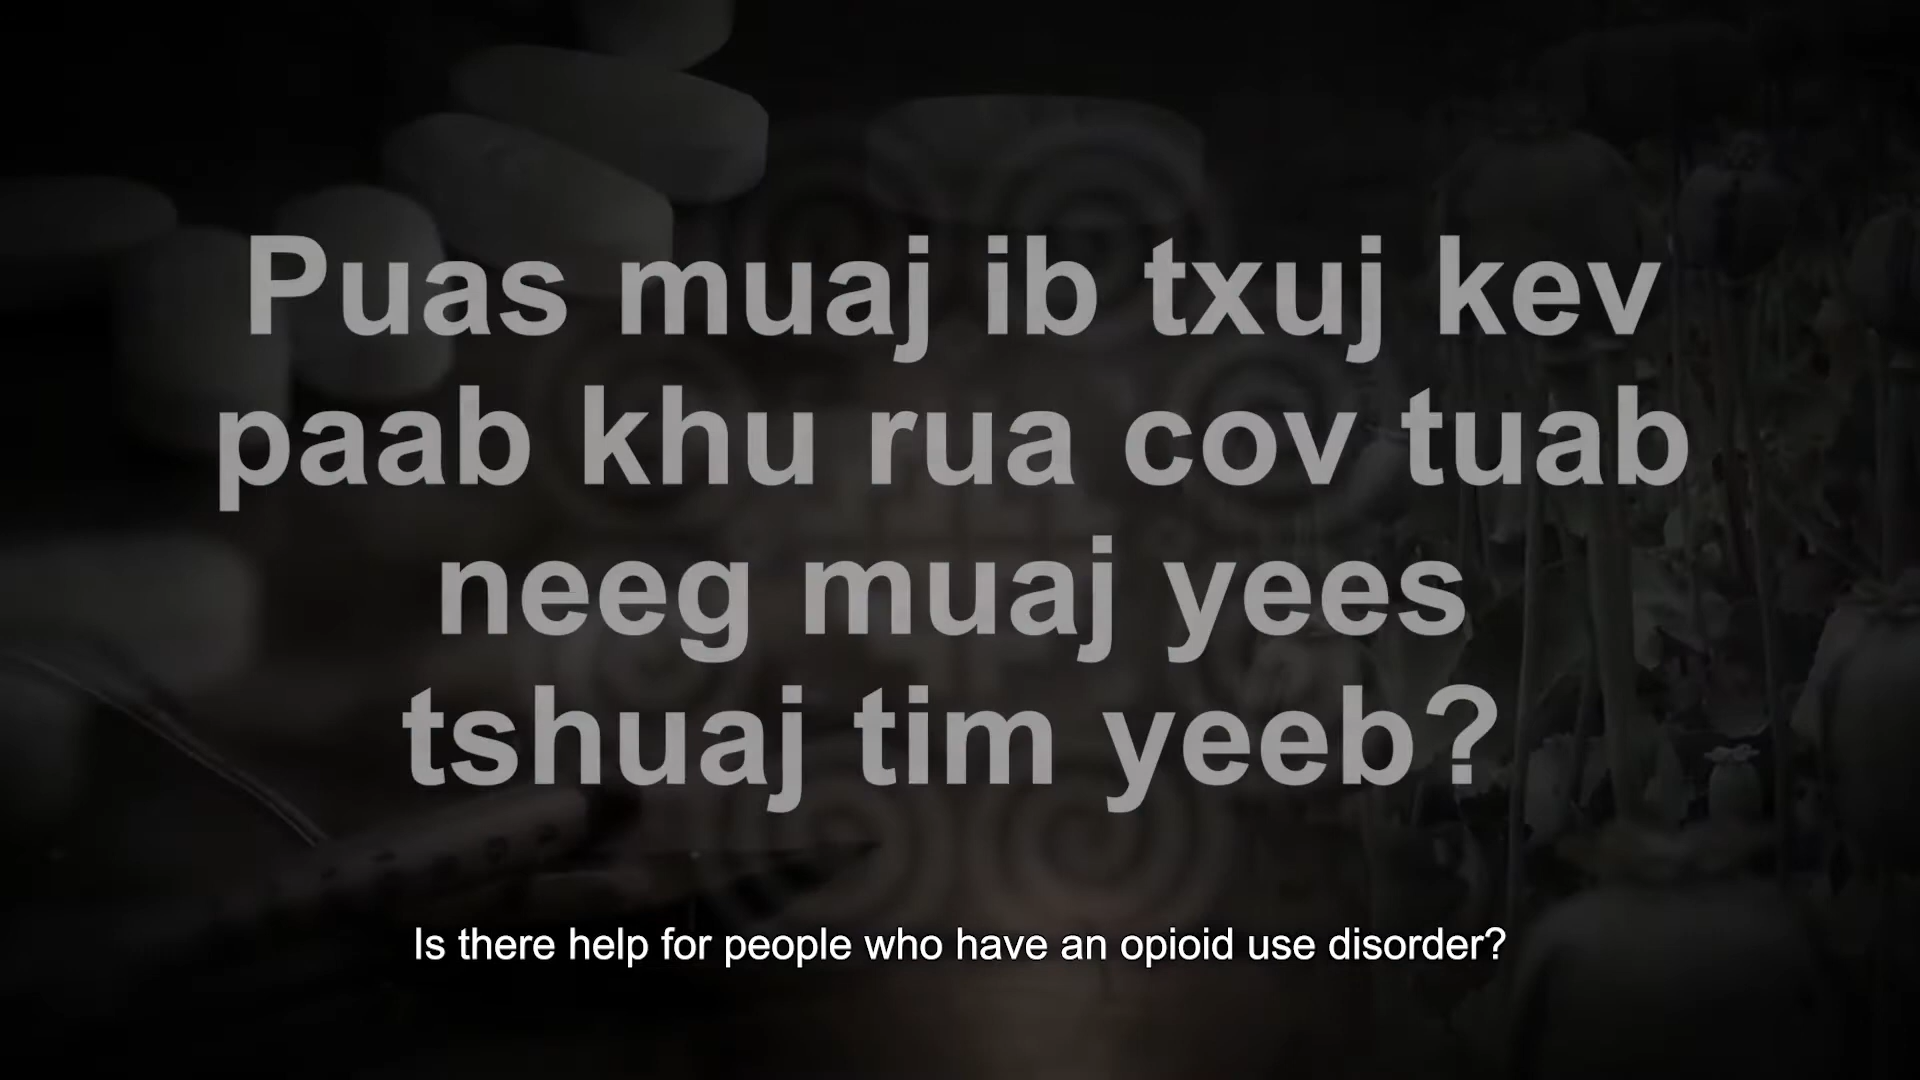 Puas muaj ib txuj kev
paab khu rua cov tuab
neeg muaj yees
tshuaj tim yeeb?
Is there help for people who have an opioid use disorder?